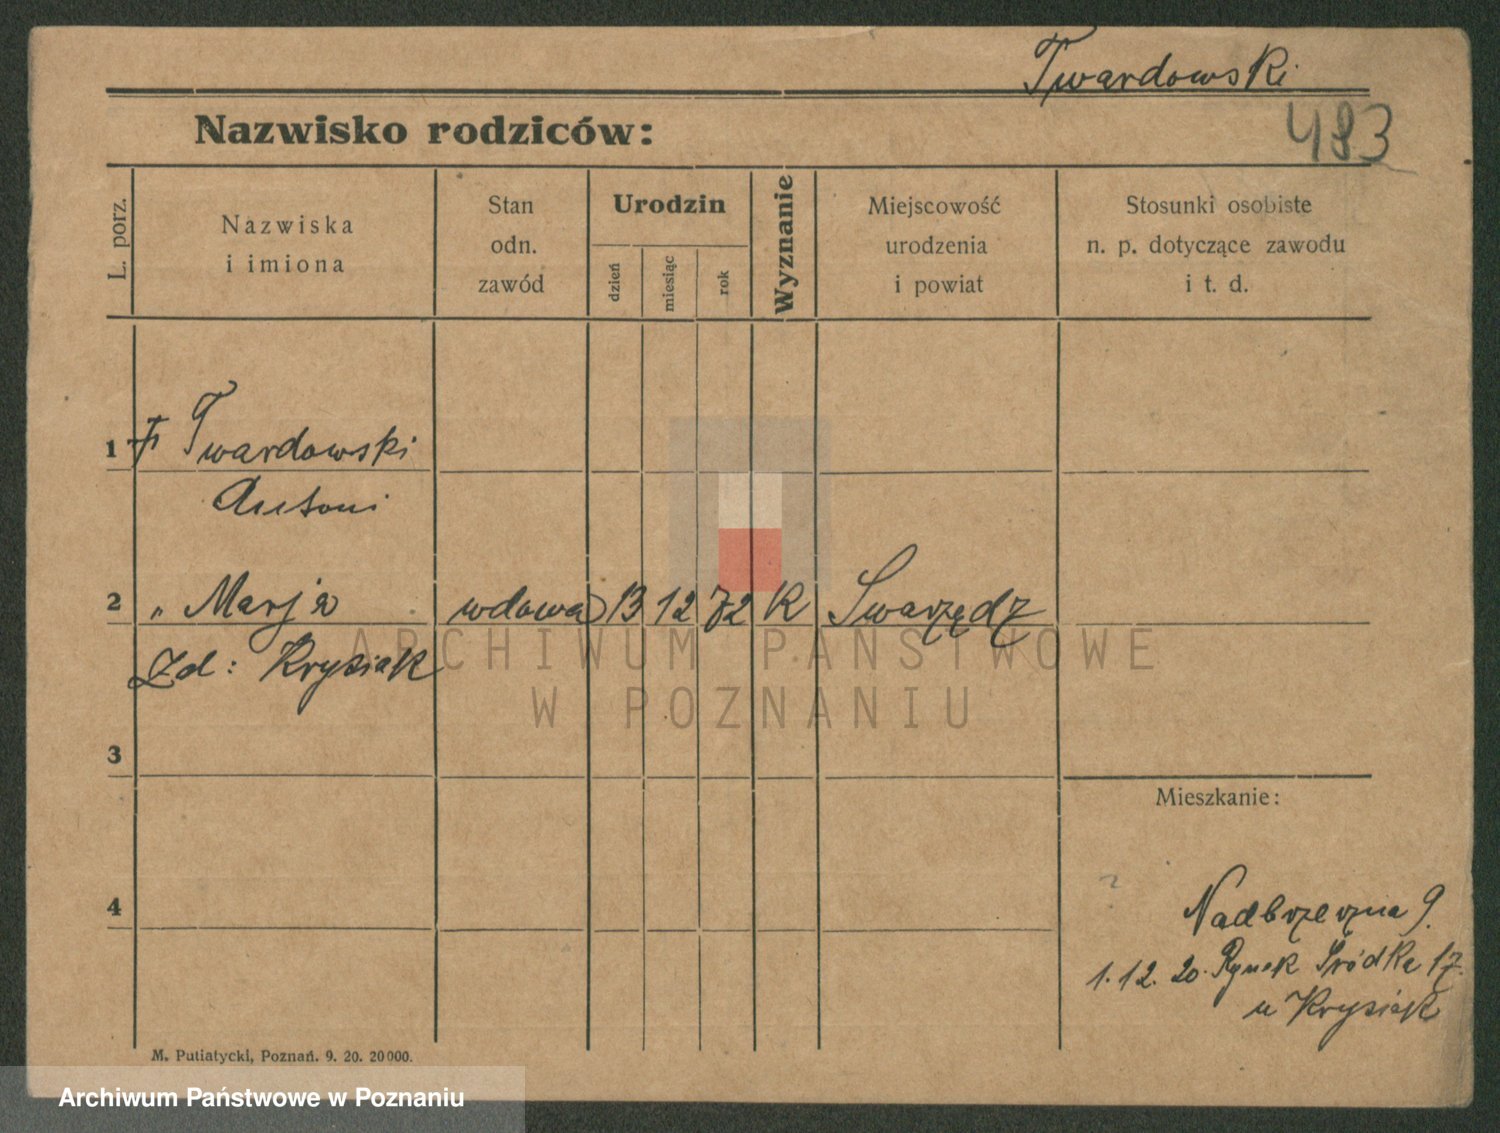 Twardowski
Nazwisko rodziców:
483
L. porz.
Nazwiska
i imiona
Stan
odn.
zawód
Urodzin
dzień
miesiąc
rok
Wyznanie
Miejscowość
urodzenia
i powiat
Stosunki osobiste
n. p. dotyczące zawodu
i t. d.
1 † Twardowski
Antoni
2 " Marja wdowa 13 12 72 K Swarzędz
zd: Krysiak
3
Mieszkanie:
4
Nadbrzezna 9.
1.12.20. Rynek Śródka 17.
u Krysiak
M. Putiatycki, Poznań. 9. 20. 20000.
ARCHIWUM PAŃSTWOWE
W POZNANIU
Archiwum Państwowe w Poznaniu